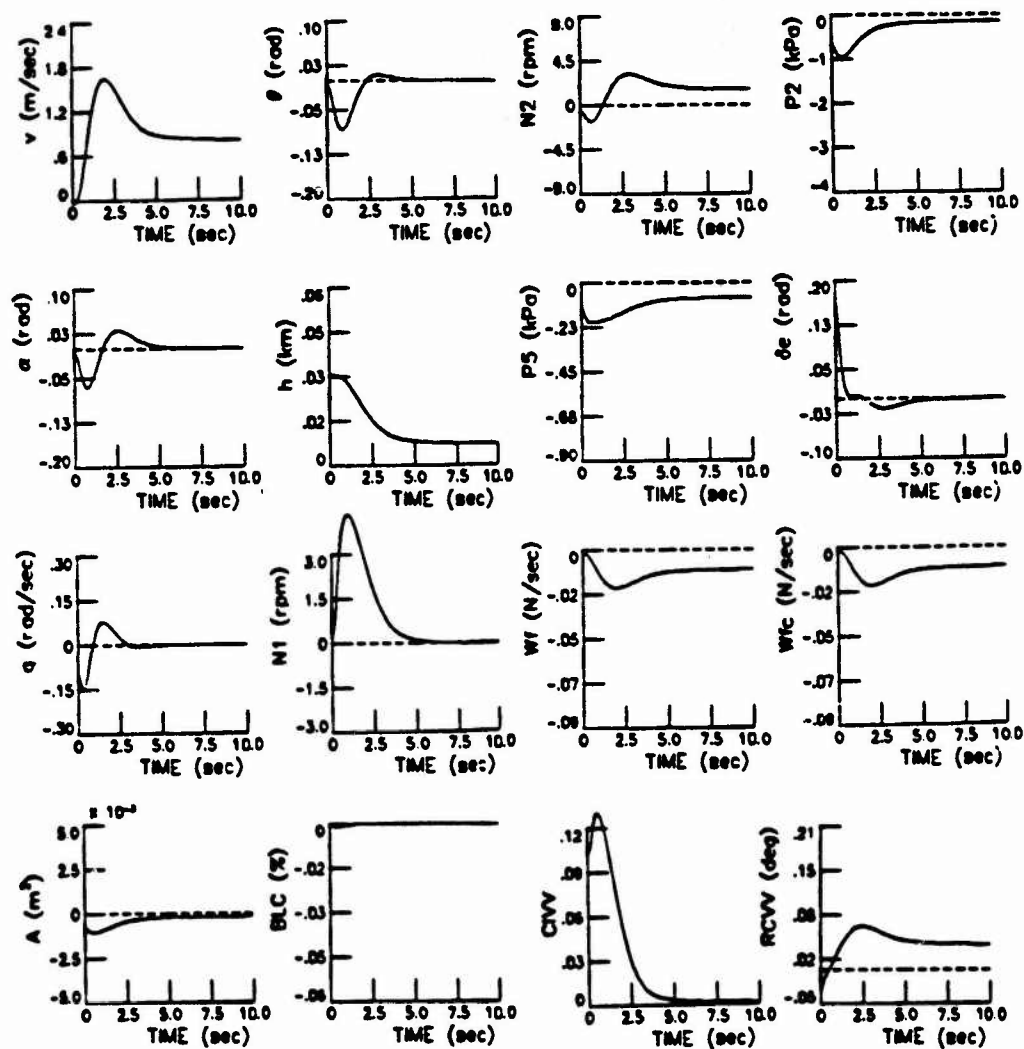 v (m/sec)
2.4
1.8
1.2
.6
0
0 2.5 5.0 7.5 10.0
TIME (sec)
θ (rad)
.10
.03
-.05
-.13
-.20
0 2.5 5.0 7.5 10.0
TIME (sec)
N2 (rpm)
9.0
4.5
0
-4.5
-9.0
0 2.5 5.0 7.5 10.0
TIME (sec)
P2 (kPa)
0
-1
-2
-3
-4
0 2.5 5.0 7.5 10.0
TIME (sec)
α (rad)
.10
.03
-.05
-.13
-.20
0 2.5 5.0 7.5 10.0
TIME (sec)
h (km)
.06
.05
.03
.02
0
0 2.5 5.0 7.5 10.0
TIME (sec)
P5 (kPa)
0
-.23
-.45
-.68
-.90
0 2.5 5.0 7.5 10.0
TIME (sec)
δe (rad)
.20
.13
.05
-.03
-.10
0 2.5 5.0 7.5 10.0
TIME (sec)
q (rad/sec)
.30
.15
0
-.15
-.30
0 2.5 5.0 7.5 10.0
TIME (sec)
N1 (rpm)
3.0
1.5
0
-1.5
-3.0
0 2.5 5.0 7.5 10.0
TIME (sec)
Wf (N/sec)
0
-.02
-.05
-.07
-.09
0 2.5 5.0 7.5 10.0
TIME (sec)
Wfc (N/sec)
0
-.02
-.05
-.07
-.09
0 2.5 5.0 7.5 10.0
TIME (sec)
A (m²)
5.0
2.5
0
-2.5
-5.0
0 2.5 5.0 7.5 10.0
TIME (sec)
BLC (%)
0
-.02
-.03
-.05
-.06
0 2.5 5.0 7.5 10.0
TIME (sec)
CIVV
.12
.09
.06
.03
0
0 2.5 5.0 7.5 10.0
TIME (sec)
RCVV (deg)
.21
.15
.08
.02
-.05
0 2.5 5.0 7.5 10.0
TIME (sec)